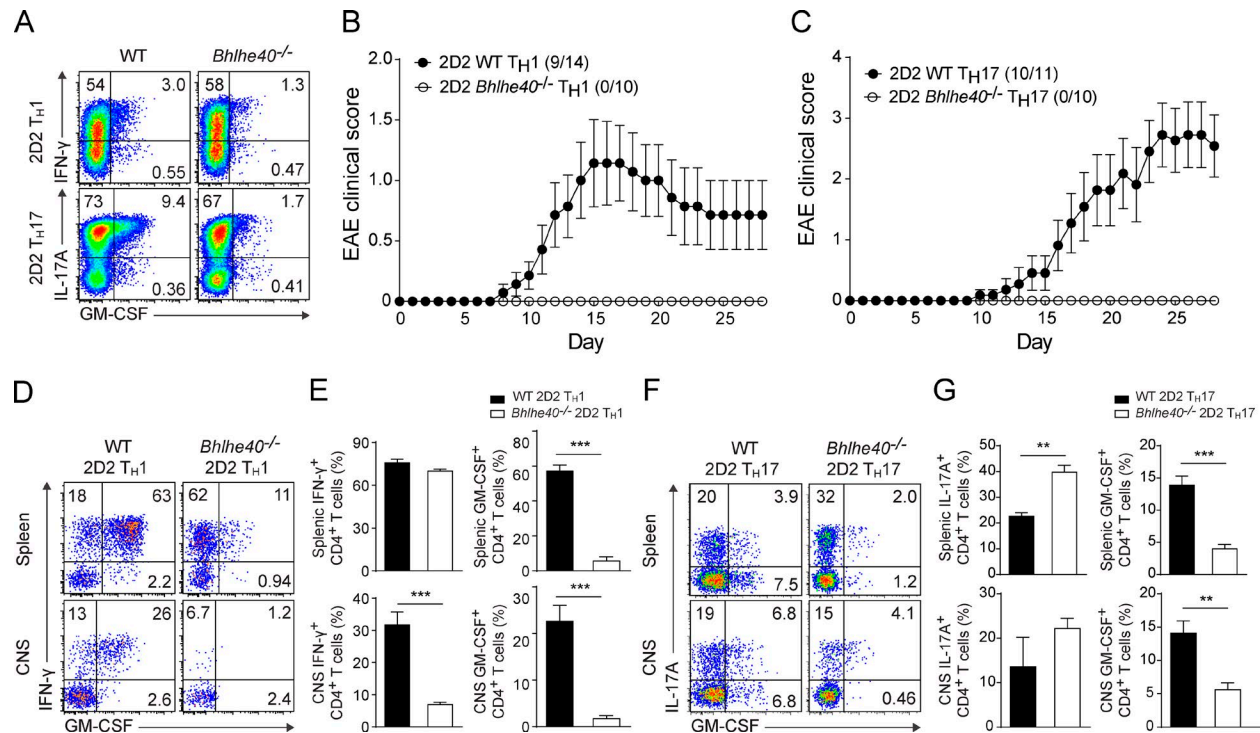 A
WT
Bhlhe40-/-
2D2 TH1
IFN-γ
54
3.0
0.55
58
1.3
0.47
2D2 TH17
IL-17A
73
9.4
0.36
67
1.7
0.41
GM-CSF
B
2D2 WT TH1 (9/14)
2D2 Bhlhe40-/- TH1 (0/10)
EAE clinical score
2.0
1.5
1.0
0.5
0
0
5
10
15
20
25
Day
C
2D2 WT TH17 (10/11)
2D2 Bhlhe40-/- TH17 (0/10)
EAE clinical score
4
3
2
1
0
0
5
10
15
20
25
Day
D
WT
2D2 TH1
Bhlhe40-/-
2D2 TH1
Spleen
18
63
2.2
62
11
0.94
CNS
IFN-γ
13
26
2.6
6.7
1.2
2.4
GM-CSF
E
WT 2D2 TH1
Bhlhe40-/- 2D2 TH1
Splenic IFN-γ+
CD4+ T cells (%)
90
60
30
0
Splenic GM-CSF+
CD4+ T cells (%)
80
60
40
20
0
***
CNS IFN-γ+
CD4+ T cells (%)
40
30
20
10
0
***
CNS GM-CSF+
CD4+ T cells (%)
30
20
10
0
***
F
WT
2D2 TH17
Bhlhe40-/-
2D2 TH17
Spleen
20
3.9
7.5
32
2.0
1.2
CNS
IL-17A
19
6.8
6.8
15
4.1
0.46
GM-CSF
G
WT 2D2 TH17
Bhlhe40-/- 2D2 TH17
Splenic IL-17A+
CD4+ T cells (%)
50
40
30
20
10
0
**
Splenic GM-CSF+
CD4+ T cells (%)
20
15
10
5
0
***
CNS IL-17A+
CD4+ T cells (%)
30
20
10
0
CNS GM-CSF+
CD4+ T cells (%)
20
15
10
5
0
**